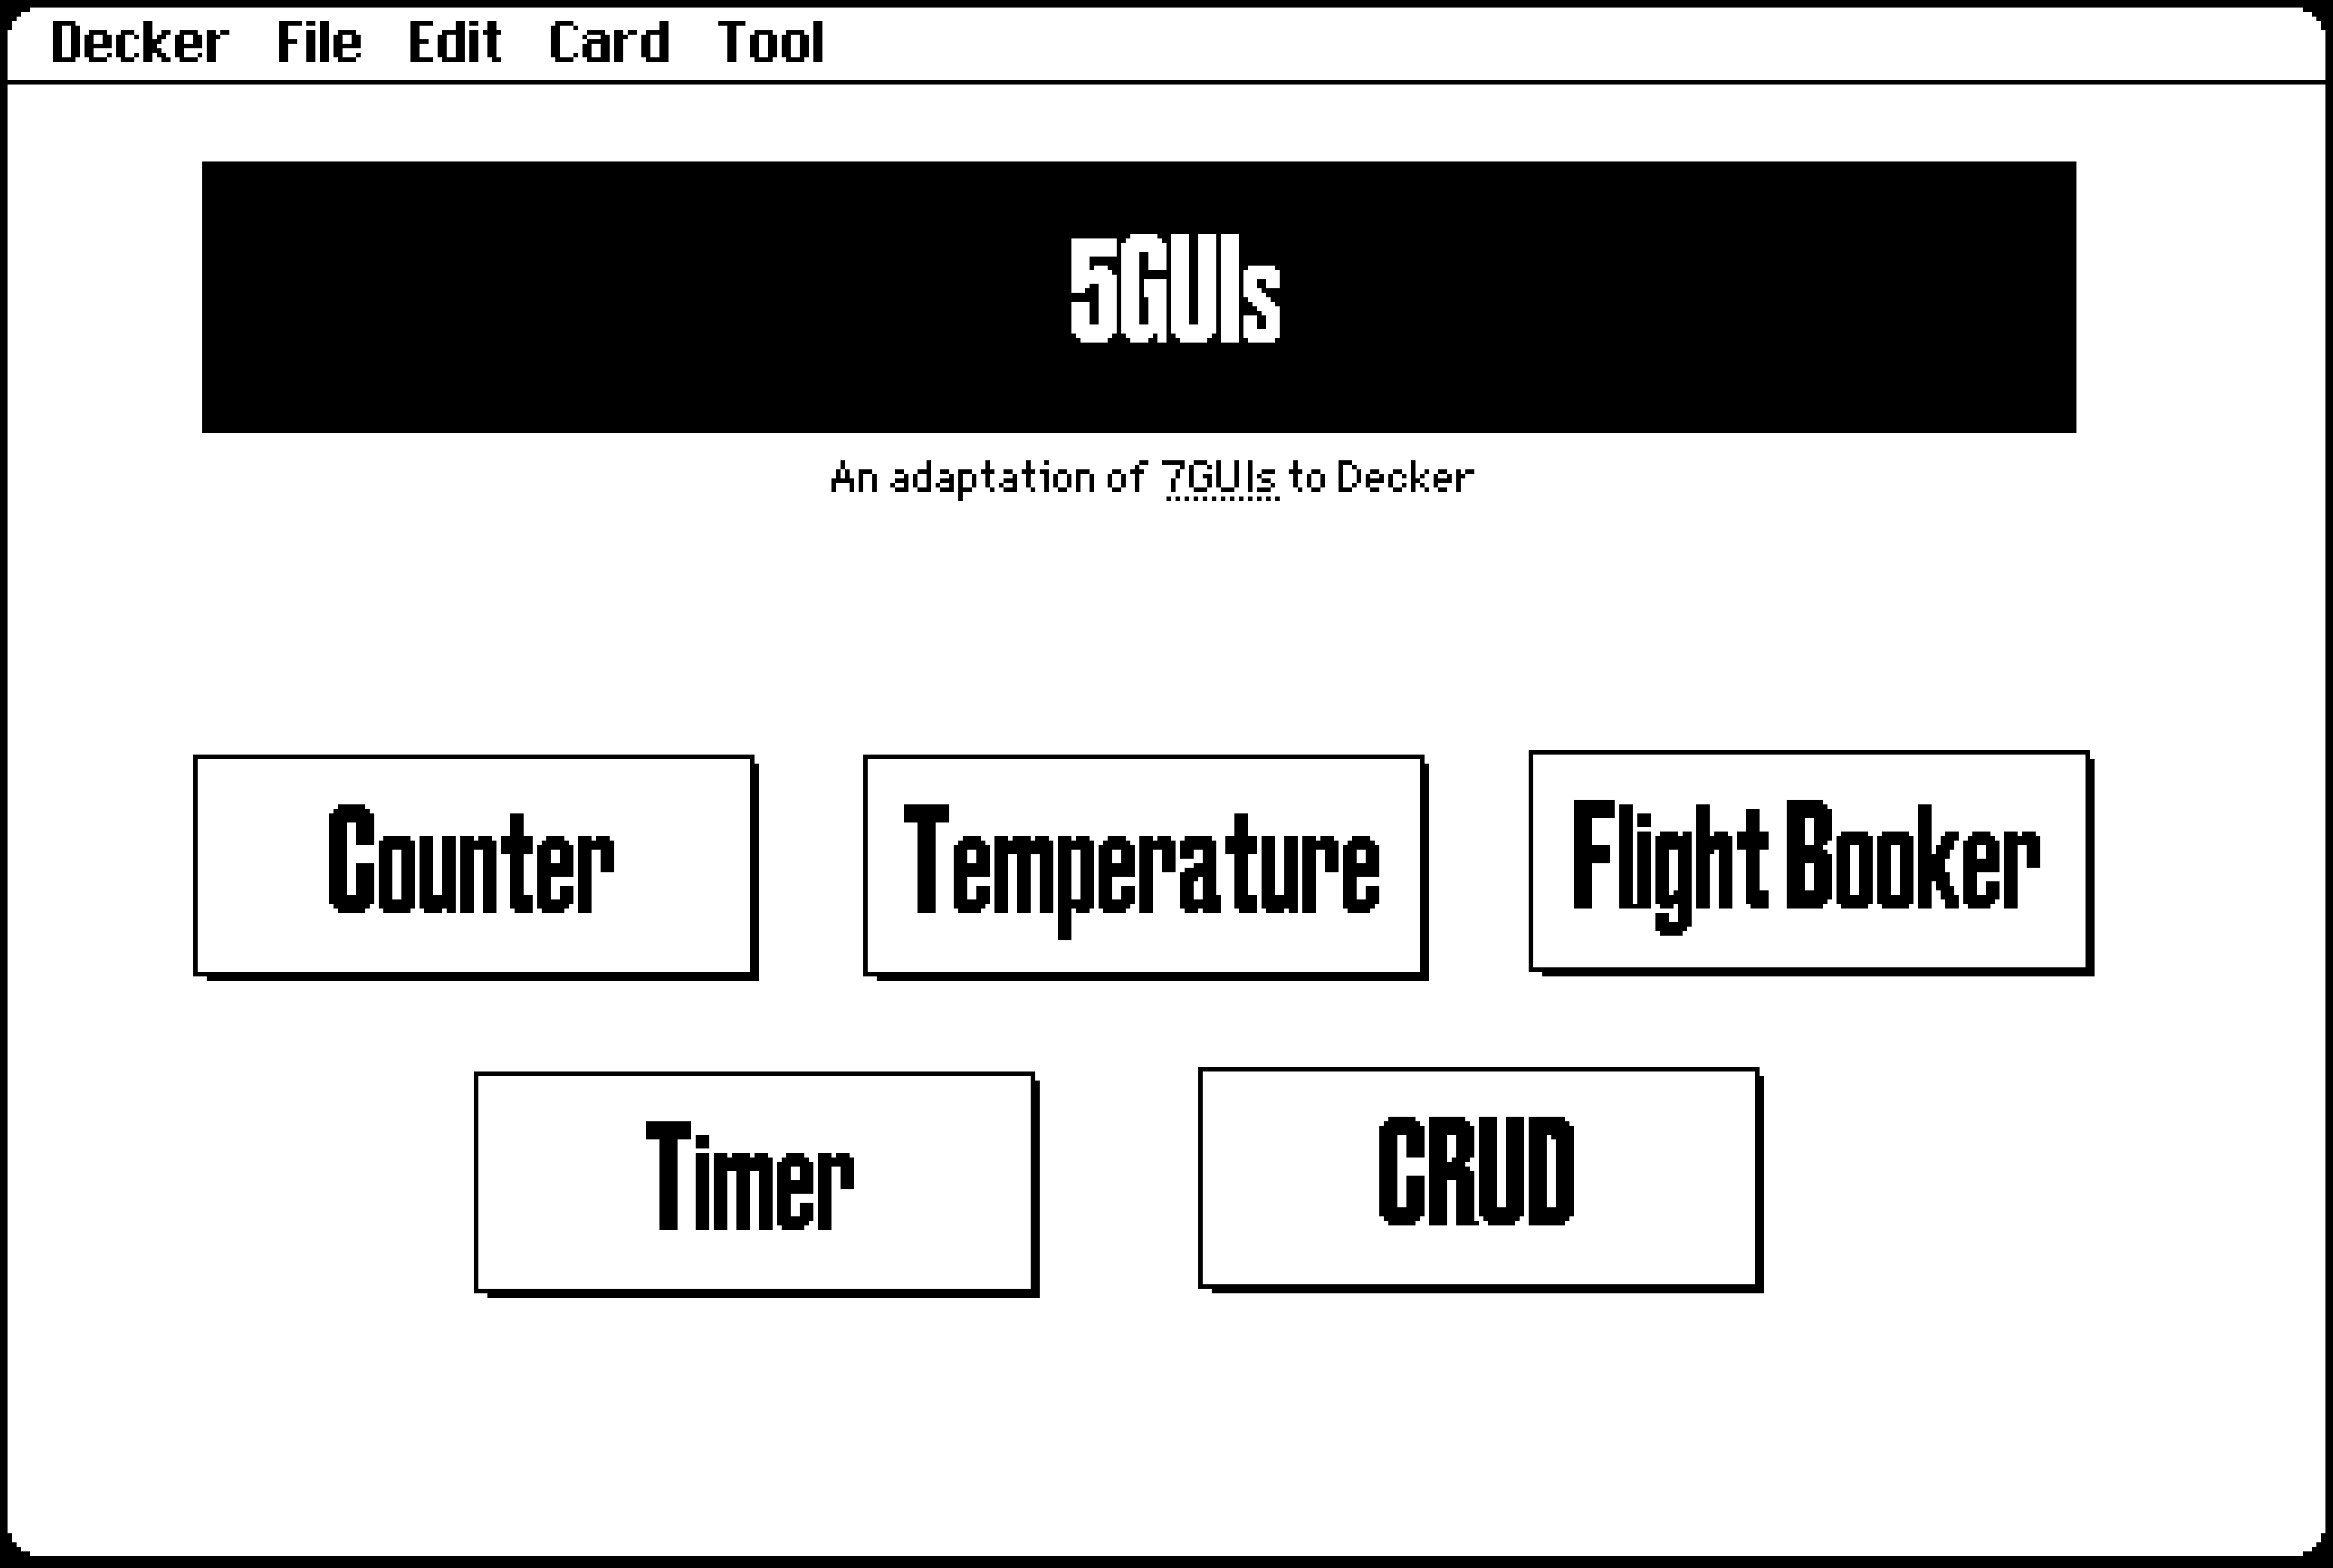 Decker File Edit Card Tool
5GUIs
An adaptation of 7GUIs to Decker
Counter Temperature Flight Booker
Timer CRUD